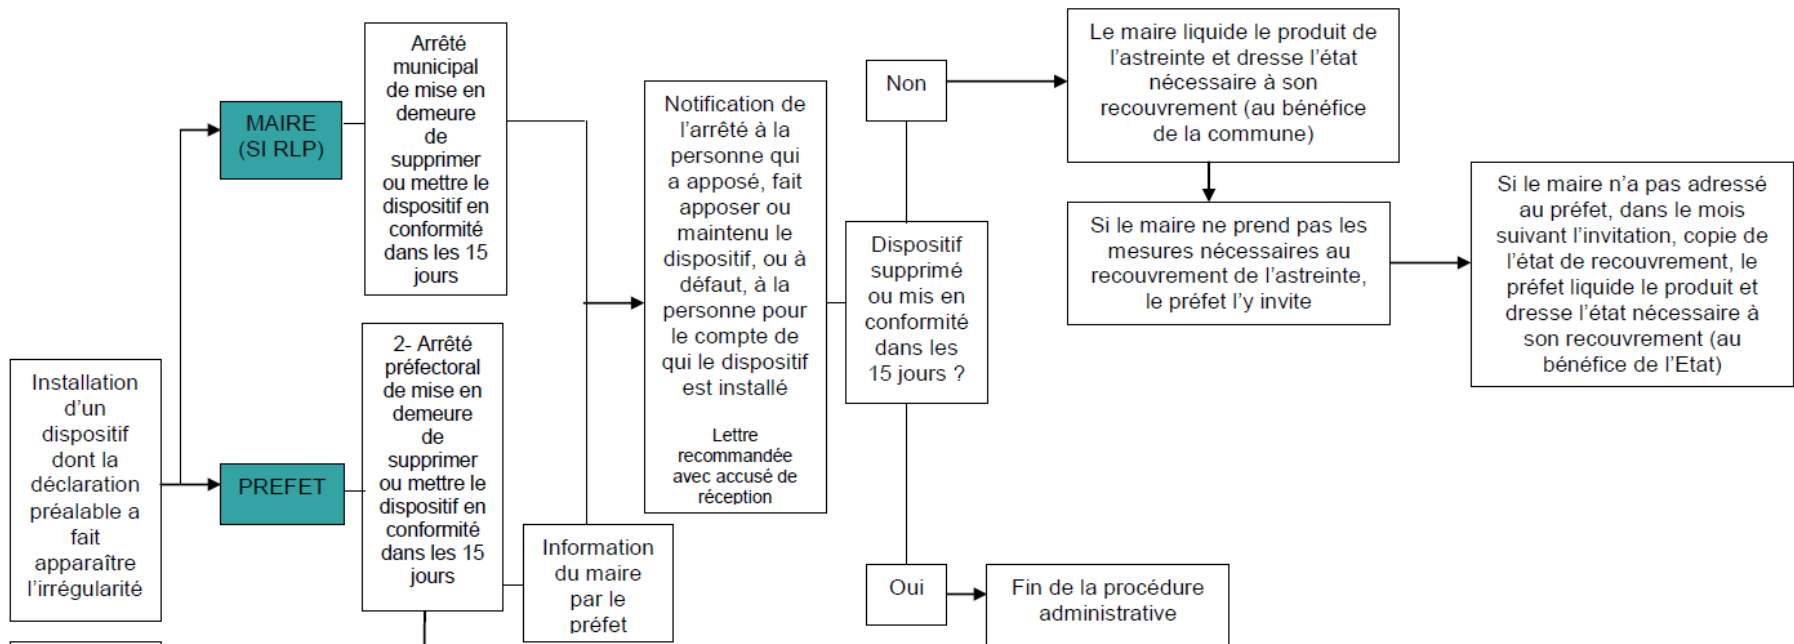 Installation
d’un
dispositif
dont la
déclaration
préalable a
fait
apparaître
l’irrégularité
MAIRE
(SI RLP)
PREFET
Arrêté
municipal
de mise en
demeure
de
supprimer
ou mettre le
dispositif en
conformité
dans les 15
jours
2- Arrêté
préfectoral
de mise en
demeure
de
supprimer
ou mettre le
dispositif en
conformité
dans les 15
jours
Information
du maire
par le
préfet
Notification de
l’arrêté à la
personne qui
a apposé, fait
apposer ou
maintenu le
dispositif, ou à
défaut, à la
personne pour
le compte de
qui le dispositif
est installé
Lettre
recommandée
avec accusé de
réception
Dispositif
supprimé
ou mis en
conformité
dans les
15 jours ?
Non
Le maire liquide le produit de
l’astreinte et dresse l’état
nécessaire à son
recouvrement (au bénéfice
de la commune)
Si le maire ne prend pas les
mesures nécessaires au
recouvrement de l’astreinte,
le préfet l’y invite
Si le maire n’a pas adressé
au préfet, dans le mois
suivant l’invitation, copie de
l’état de recouvrement, le
préfet liquide le produit et
dresse l’état nécessaire à
son recouvrement (au
bénéfice de l’Etat)
Oui
Fin de la procédure
administrative